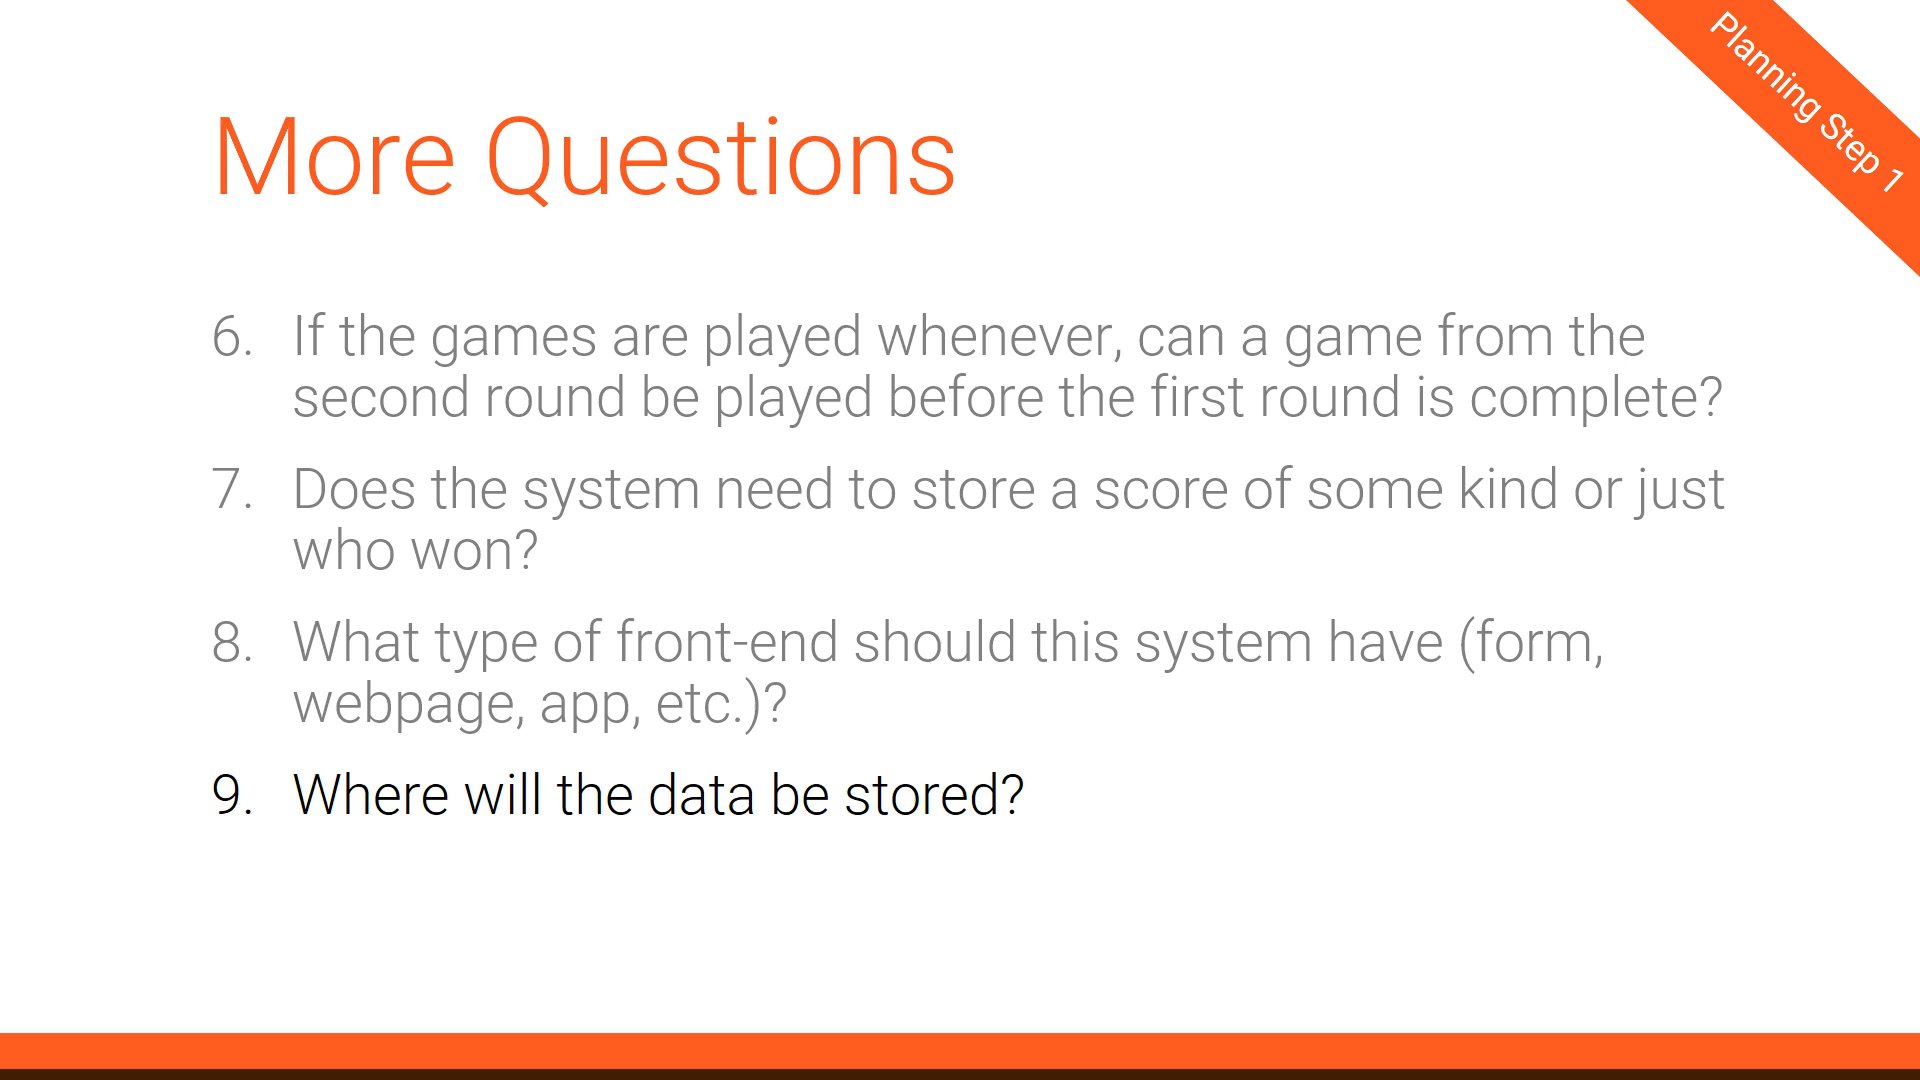 Planning Step 1
More Questions
6. If the games are played whenever, can a game from the
second round be played before the first round is complete?
7. Does the system need to store a score of some kind or just
who won?
8. What type of front-end should this system have (form,
webpage, app, etc.)?
9. Where will the data be stored?